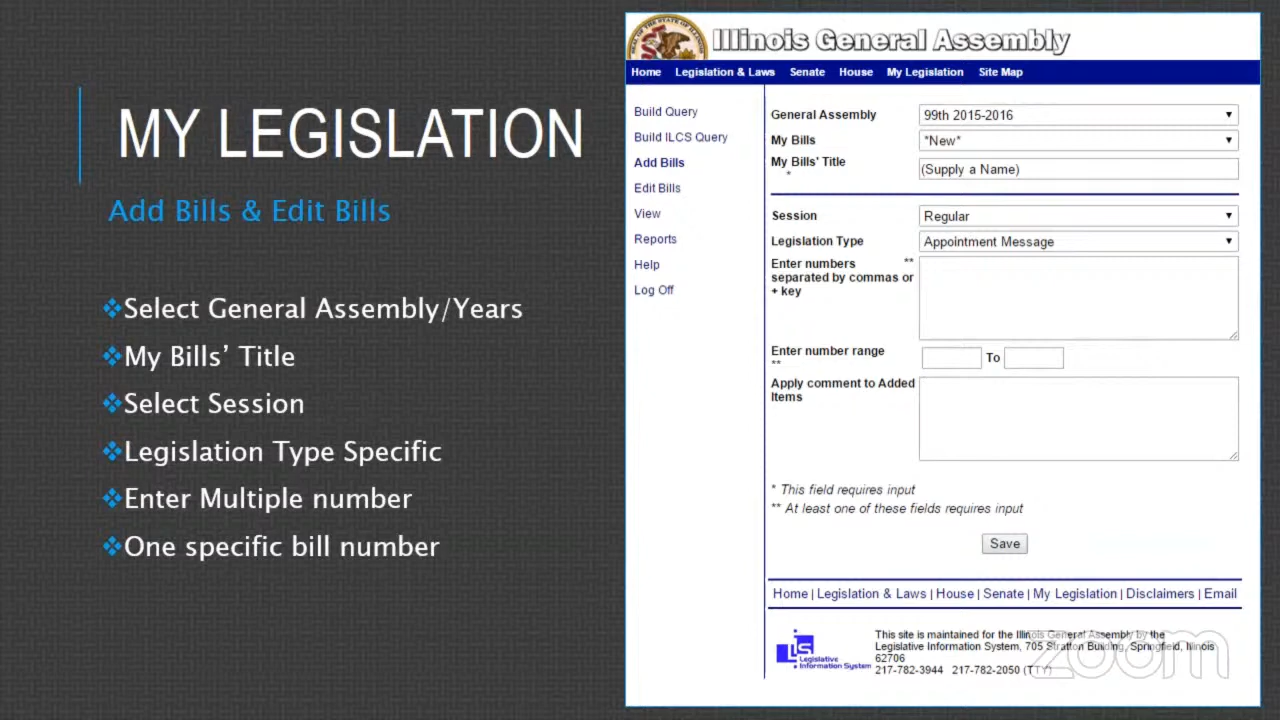 MY LEGISLATION
Add Bills & Edit Bills
❖Select General Assembly/Years
❖My Bills’ Title
❖Select Session
❖Legislation Type Specific
❖Enter Multiple number
❖One specific bill number
Illinois General Assembly
Home Legislation & Laws Senate House My Legislation Site Map
Build Query
Build ILCS Query
Add Bills
Edit Bills
View
Reports
Help
Log Off
General Assembly 99th 2015-2016
My Bills *New*
My Bills' Title (Supply a Name)
*
Session Regular
Legislation Type Appointment Message
Enter numbers **
separated by commas or
+ key
Enter number range To
**
Apply comment to Added
Items
* This field requires input
** At least one of these fields requires input
Save
Home | Legislation & Laws | House | Senate | My Legislation | Disclaimers | Email
This site is maintained for the Illinois General Assembly by the
Legislative Information System, 705 Stratton Building, Springfield, Illinois
62706
217-782-3944 217-782-2050 (TTY)
LIS
Legislative
Information System
zoom